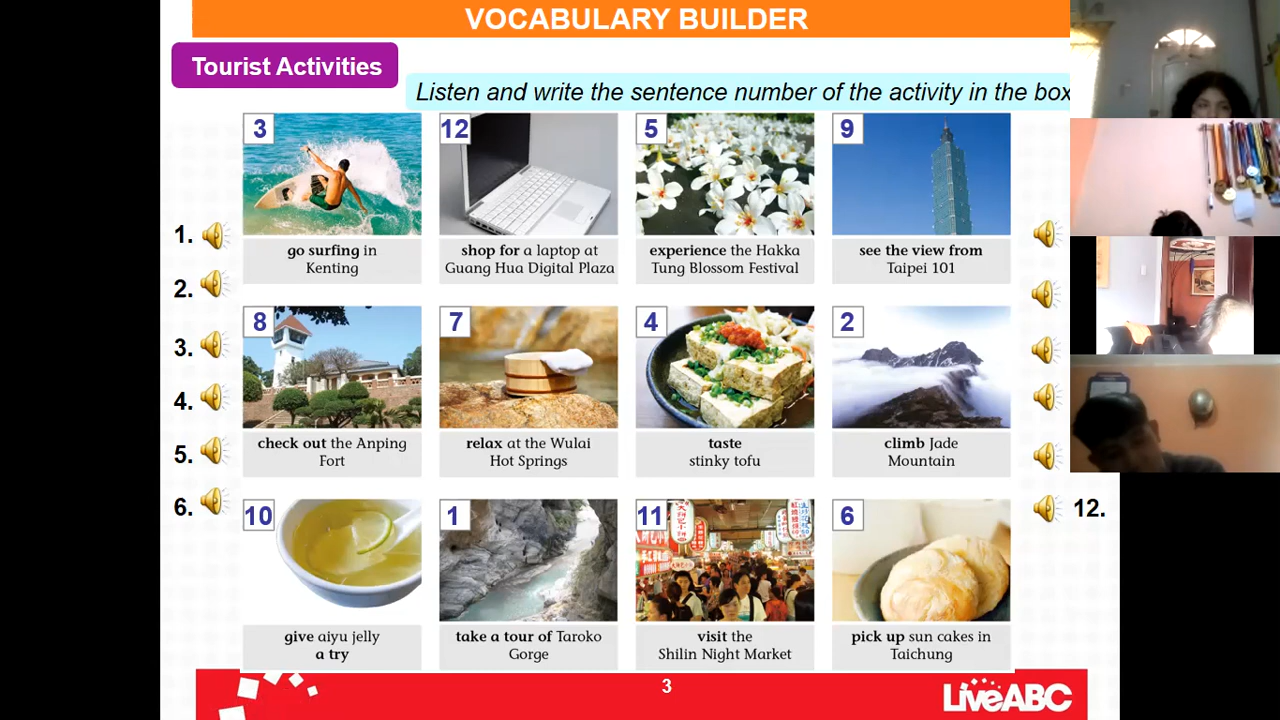 VOCABULARY BUILDER
Tourist Activities
Listen and write the sentence number of the activity in the box
3
12
5
9
go surfing in
Kenting
shop for a laptop at
Guang Hua Digital Plaza
experience the Hakka
Tung Blossom Festival
see the view from
Taipei 101
8
7
4
2
check out the Anping
Fort
relax at the Wulai
Hot Springs
taste
stinky tofu
climb Jade
Mountain
10
1
11
6
give aiyu jelly
a try
take a tour of Taroko
Gorge
visit the
Shilin Night Market
pick up sun cakes in
Taichung
1.
2.
3.
4.
5.
6.
12.
3
LiveABC